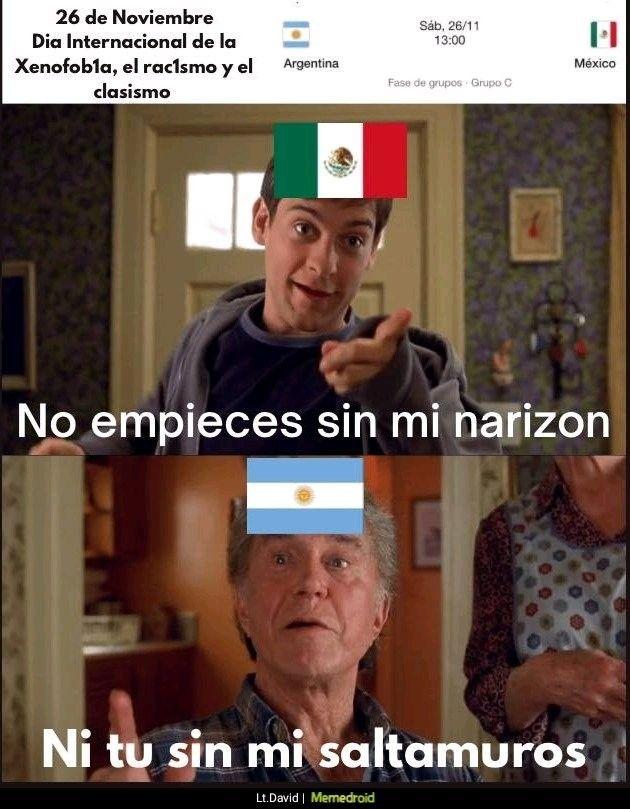 26 de Noviembre
Dia Internacional de la
Xenofob1a, el rac1smo y el
clasismo
Sáb, 26/11
13:00
Argentina
México
Fase de grupos · Grupo C
No empieces sin mi narizon
Ni tu sin mi saltamuros
Lt.David | Memedroid